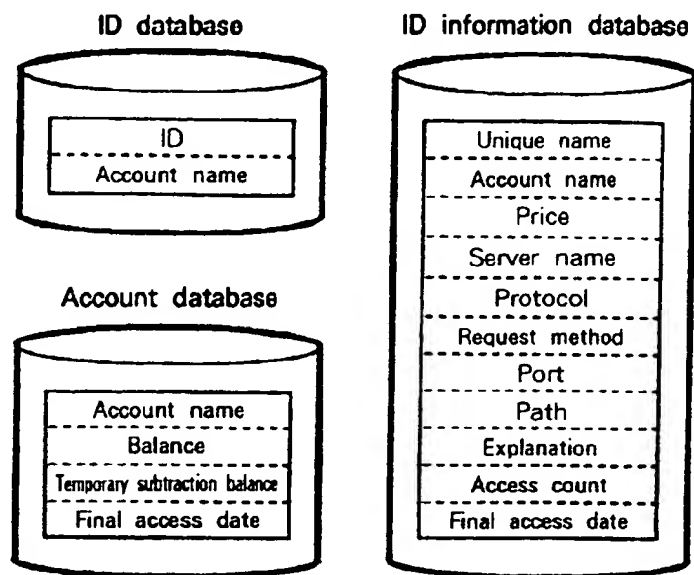 ID database
ID
Account name
Account database
Account name
Balance
Temporary subtraction balance
Final access date
ID information database
Unique name
Account name
Price
Server name
Protocol
Request method
Port
Path
Explanation
Access count
Final access date